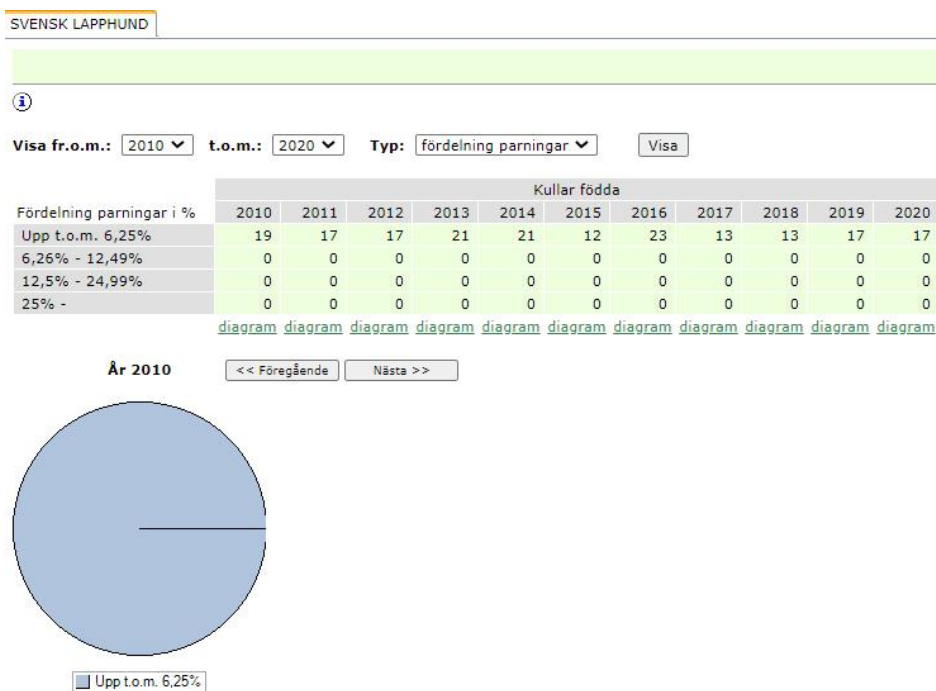 SVENSK LAPPHUND
i
Visa fr.o.m.: 2010 t.o.m.: 2020 Typ: fördelning parningar Visa
Kullar födda
Fördelning parningar i % 2010 2011 2012 2013 2014 2015 2016 2017 2018 2019 2020
Upp t.o.m. 6,25% 19 17 17 21 21 12 23 13 13 17 17
6,26% - 12,49% 0 0 0 0 0 0 0 0 0 0 0
12,5% - 24,99% 0 0 0 0 0 0 0 0 0 0 0
25% - 0 0 0 0 0 0 0 0 0 0 0
diagram diagram diagram diagram diagram diagram diagram diagram diagram diagram diagram
År 2010 << Föregående Nästa >>
Upp t.o.m. 6,25%